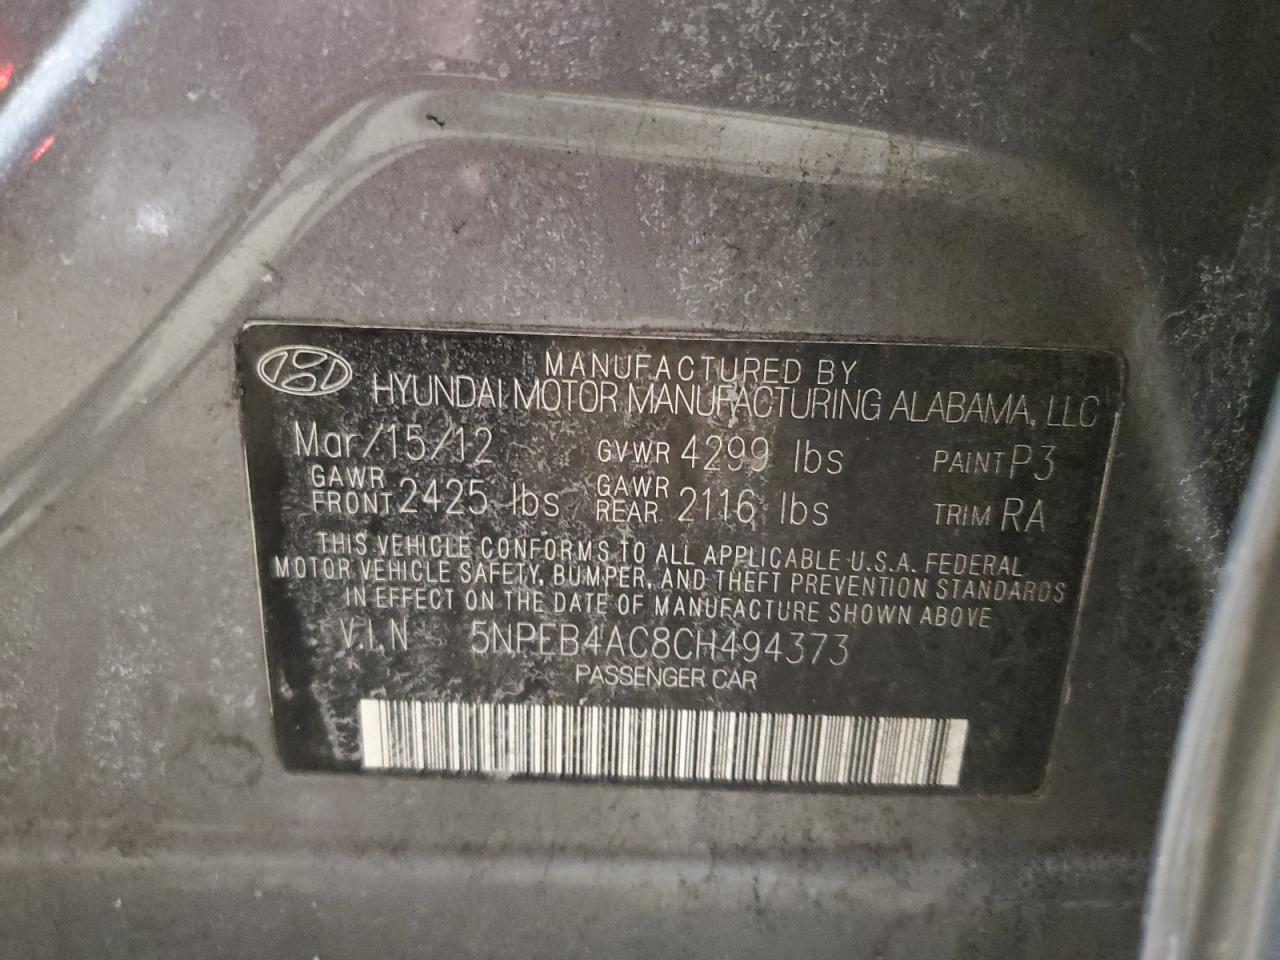 MANUFACTURED BY
HYUNDAI MOTOR MANUFACTURING ALABAMA, LLC
Mar/15/12 GVWR 4299 lbs PAINT P3
GAWR FRONT 2425 lbs GAWR REAR 2116 lbs TRIM RA
THIS VEHICLE CONFORMS TO ALL APPLICABLE U.S.A. FEDERAL
MOTOR VEHICLE SAFETY, BUMPER, AND THEFT PREVENTION STANDARDS
IN EFFECT ON THE DATE OF MANUFACTURE SHOWN ABOVE
V.I.N 5NPEB4AC8CH494373
PASSENGER CAR